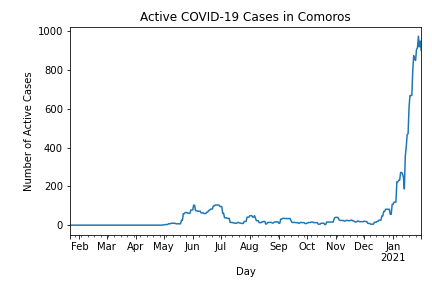 Active COVID-19 Cases in Comoros
Number of Active Cases
1000
800
600
400
200
0
Feb Mar Apr May Jun Jul Aug Sep Oct Nov Dec Jan
2021
Day